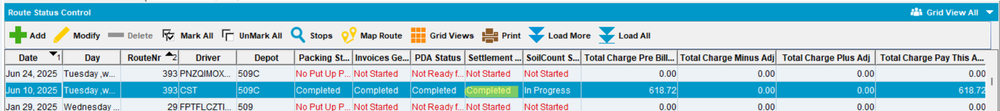 Route Status Control Grid View All
Add Modify Delete Mark All UnMark All Stops Map Route Grid Views Print Load More Load All
Date 1 Day RouteNr 2 Driver Depot Packing St... Invoices Ge... PDA Status Settlement ... SoilCount S... Total Charge Pre Bill... Total Charge Minus Adj Total Charge Plus Adj Total Charge Pay This A...
Jun 24, 2025 Tuesday ,w... 393 PNZQIMOX... 509C No Put Up P... Not Started Not Ready f... Not Started Not Started 0.00 0.00 0.00 0.00
Jun 10, 2025 Tuesday ,w... 393 CST 509C Completed Completed Completed Completed In Progress 618.72 0.00 0.00 618.72
Jan 29, 2025 Wednesday ... 29 FPTFLCZTI... 509 No Put Up P... Not Started Not Ready f... Not Started Not Started 0.00 0.00 0.00 0.00